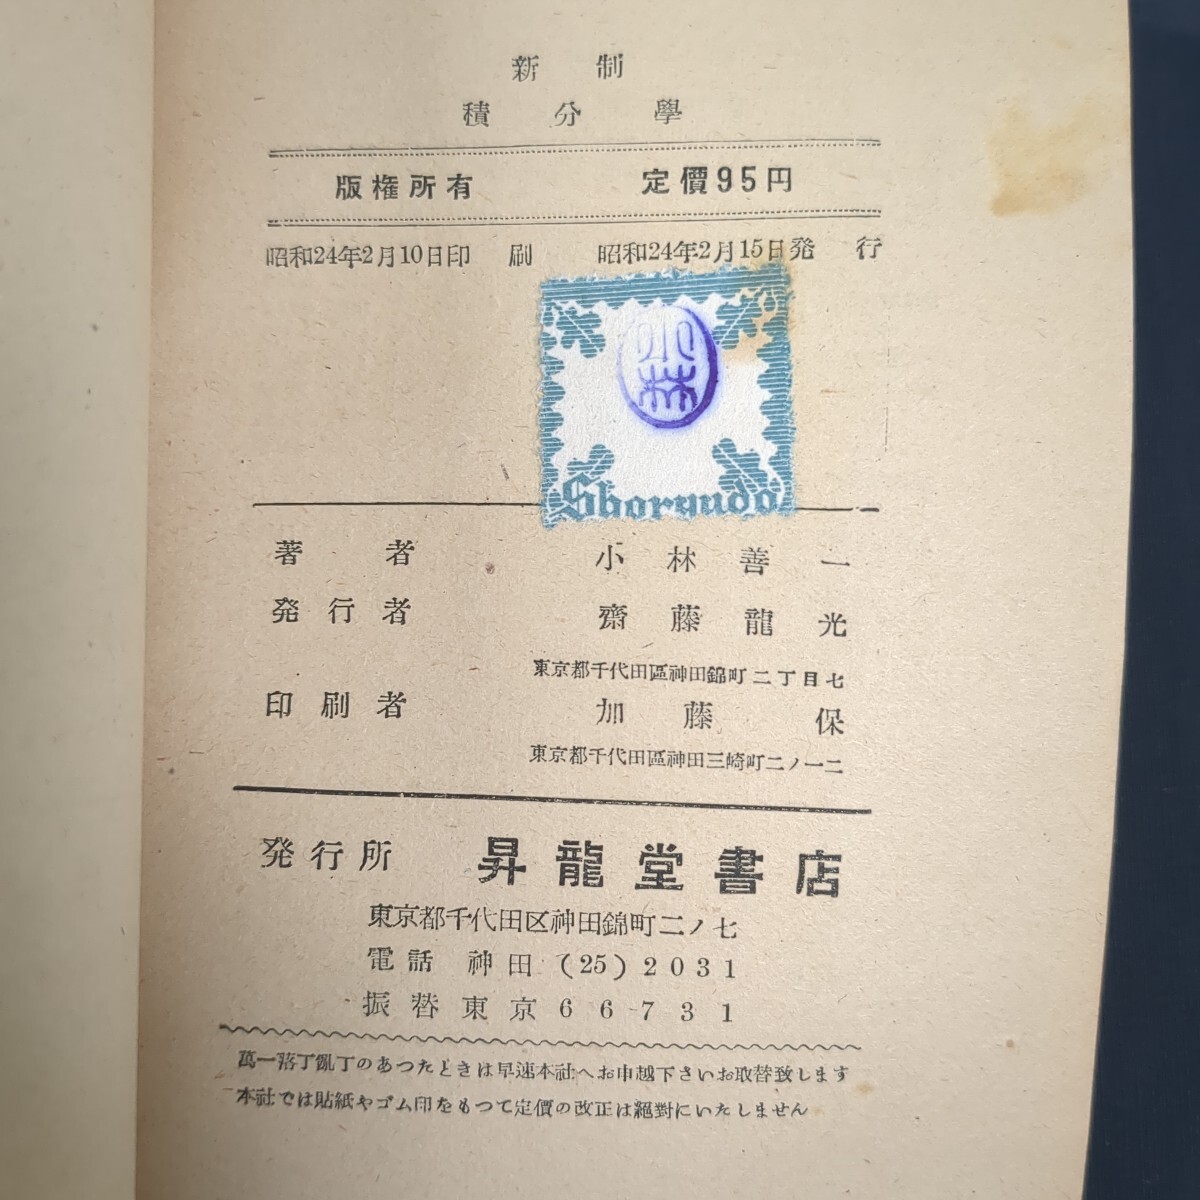 新制
積分學
版権所有　定價95円
昭和24年2月10日印刷　昭和24年2月15日発行
小林
Shoryudo
著者　小林善一
発行者　齋藤龍光
東京都千代田區神田錦町二丁目七
印刷者　加藤保
東京都千代田區神田三崎町二ノ一二
発行所　昇龍堂書店
東京都千代田区神田錦町二ノ七
電話 神田 (25) 2031
振替東京 66731
萬一落丁亂丁のあつたときは早速本社へお申越下さいお取替致します
本社では貼紙やゴム印をもつて定價の改正は絕對にいたしません